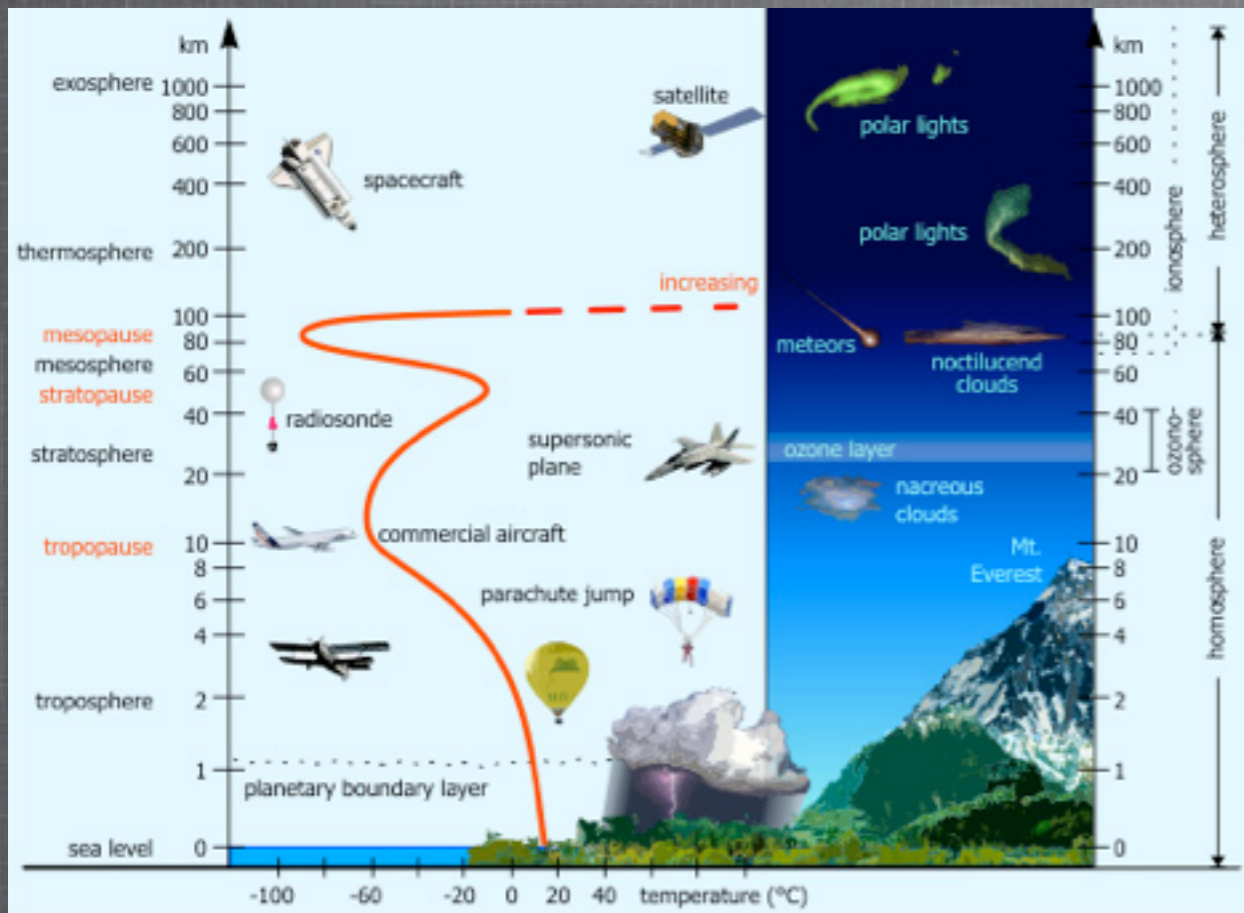 km
exosphere
1000
800
600
400
200
thermosphere
100
mesopause
80
mesosphere
60
stratopause
40
stratosphere
20
tropopause
10
8
6
4
2
troposphere
1
sea level
0
satellite
spacecraft
increasing
radiosonde
supersonic
plane
commercial aircraft
parachute jump
planetary boundary layer
-100
-60
-20
0
20
40
temperature (°C)
polar lights
polar lights
meteors
noctilucend
clouds
ozone layer
nacreous
clouds
Mt.
Everest
km
1000
800
600
400
200
100
80
60
40
20
10
8
6
4
2
1
0
ionosphere
ozono-
sphere
heterosphere
homosphere